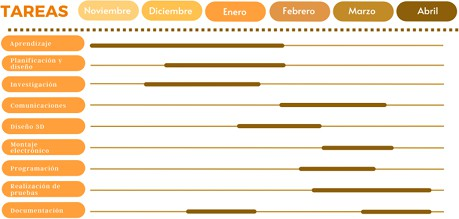 TAREAS
Noviembre
Diciembre
Enero
Febrero
Marzo
Abril
Aprendizaje
Planificación y
diseño
Investigación
Comunicaciones
Diseño 3D
Montaje
electrónico
Programación
Realización de
pruebas
Documentación